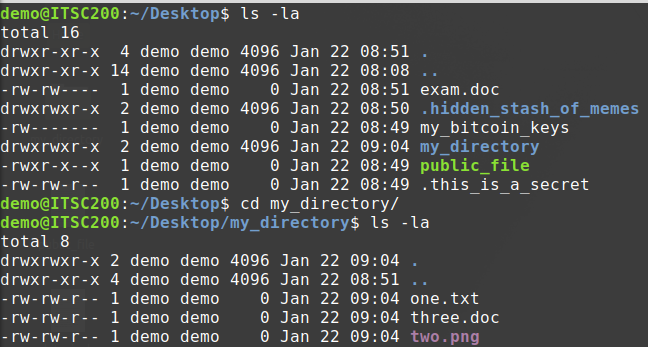 demo@ITSC200:~/Desktop$ ls -la
total 16
drwxr-xr-x  4 demo demo 4096 Jan 22 08:51 .
drwxr-xr-x 14 demo demo 4096 Jan 22 08:08 ..
-rw-rw----  1 demo demo    0 Jan 22 08:51 exam.doc
drwxrwxr-x  2 demo demo 4096 Jan 22 08:50 .hidden_stash_of_memes
-rw-------  1 demo demo    0 Jan 22 08:49 my_bitcoin_keys
drwxrwxr-x  2 demo demo 4096 Jan 22 09:04 my_directory
-rwxr-x--x  1 demo demo    0 Jan 22 08:49 public_file
-rw-rw-r--  1 demo demo    0 Jan 22 08:49 .this_is_a_secret
demo@ITSC200:~/Desktop$ cd my_directory/
demo@ITSC200:~/Desktop/my_directory$ ls -la
total 8
drwxrwxr-x 2 demo demo 4096 Jan 22 09:04 .
drwxr-xr-x 4 demo demo 4096 Jan 22 08:51 ..
-rw-rw-r-- 1 demo demo    0 Jan 22 09:04 one.txt
-rw-rw-r-- 1 demo demo    0 Jan 22 09:04 three.doc
-rw-rw-r-- 1 demo demo    0 Jan 22 09:04 two.png